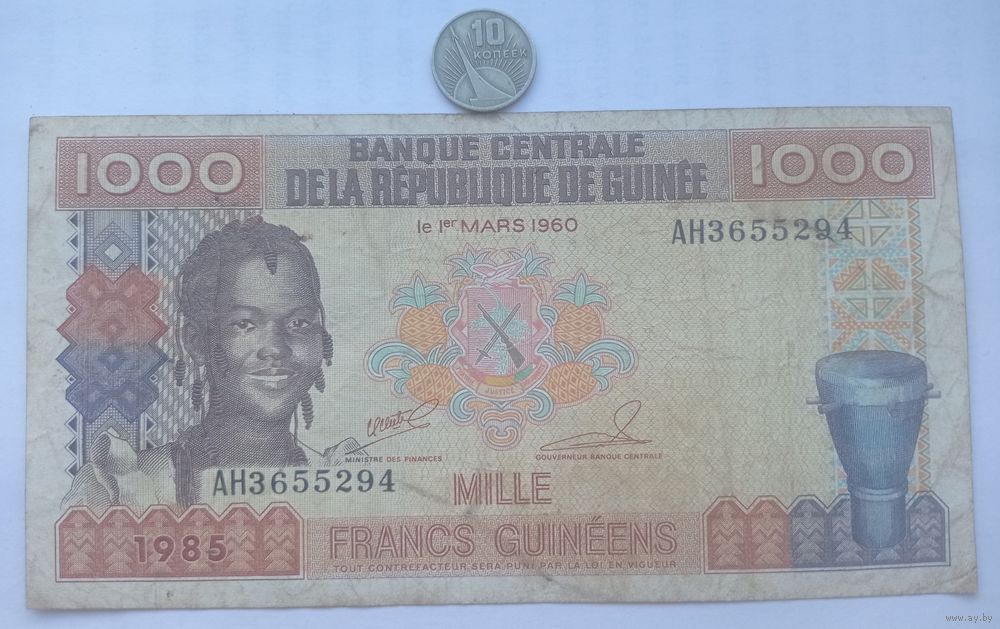 10
КОПЕЕК
1000
BANQUE CENTRALE
DE LA RÉPUBLIQUE DE GUINÉE
1000
le 1er MARS 1960
AH3655294
JUSTICE
MINISTRE DES FINANCES
GOUVERNEUR BANQUE CENTRALE
AH3655294
MILLE
1985
FRANCS GUINÉENS
TOUT CONTREFACTEUR SERA PUNI PAR LA LOI EN VIGUEUR
www.ay.by